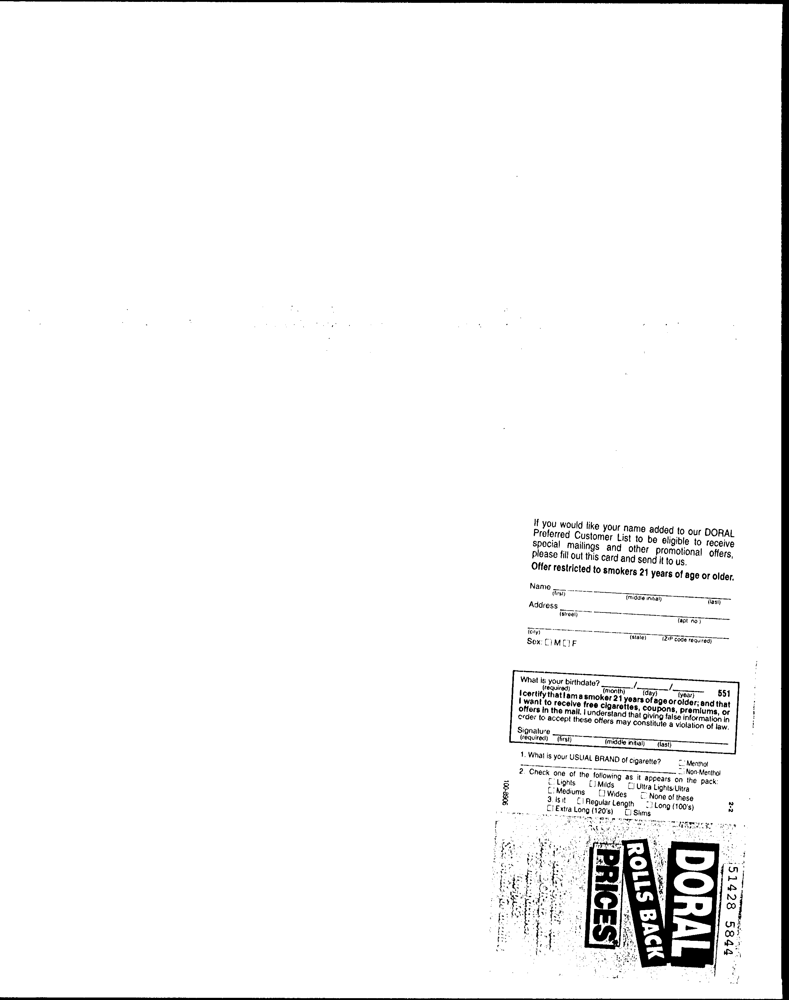 If you would like your name added to our DORAL
Preferred Customer List to be eligible to receive
special mailings and other promotional offers,
please fill out this card and send it to us.
Offer restricted to smokers 21 years of age or older.
Name
(first) (middle initial) (last)
Address
(street) (apt no.)
(city) (state) (ZIP code required)
Sex: M F
What is your birthdate? / / 551
(required) (month) (day) (year)
I certify that I am a smoker 21 years of age or older; and that
I want to receive free cigarettes, coupons, premiums, or
offers in the mail. I understand that giving false information in
order to accept these offers may constitute a violation of law.
Signature
(required) (first) (middle initial) (last)
1. What is your USUAL BRAND of cigarette? Menthol
Non-Menthol
2. Check one of the following as it appears on the pack:
Lights Milds Ultra Lights/Ultra
Mediums Wides None of these
3. Is it Regular Length Long (100's)
Extra Long (120's) Slims
2-2
DORAL
ROLLS BACK
PRICES
51428 5844